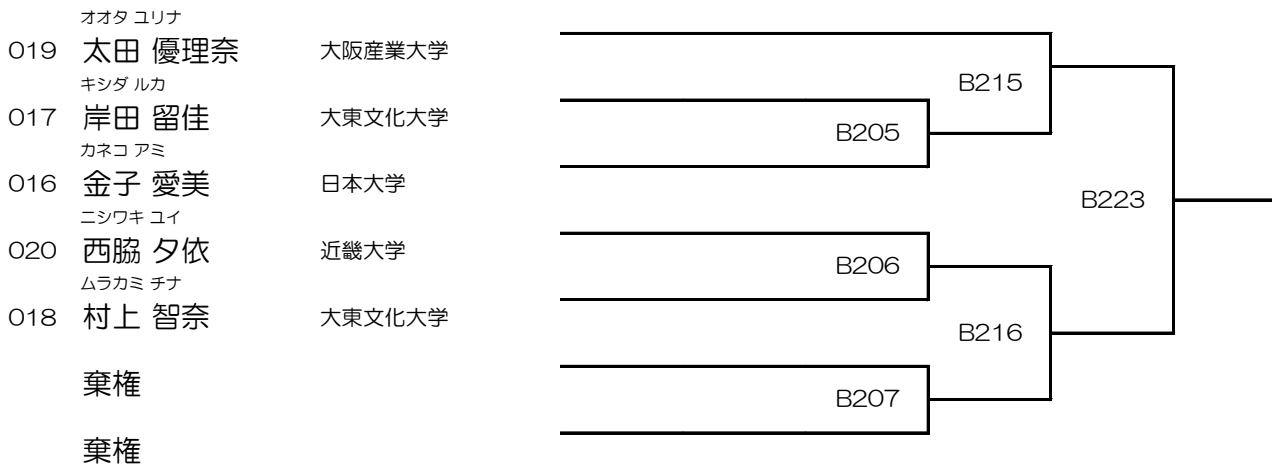 オオタ ユリナ
019 太田 優理奈 大阪産業大学
キシダ ルカ
B215
017 岸田 留佳 大東文化大学
B205
カネコ アミ
016 金子 愛美 日本大学
B223
ニシワキ ユイ
020 西脇 夕依 近畿大学
B206
ムラカミ チナ
018 村上 智奈 大東文化大学
B216
棄権
B207
棄権